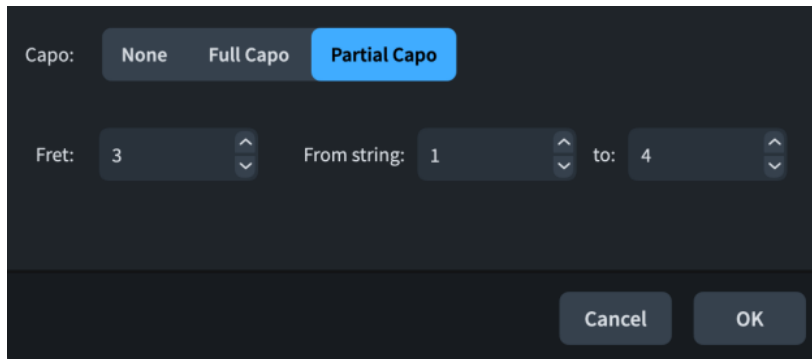 Capo: None Full Capo Partial Capo
Fret: 3 From string: 1 to: 4
Cancel OK